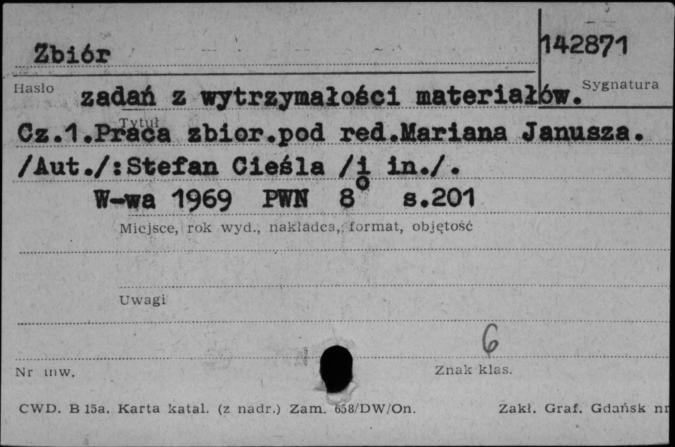 Zbiór 142871
Hasło Sygnatura
zadań z wytrzymałości materiałów.
Tytuł
Cz.1.Praca zbior.pod red.Mariana Janusza.
/Aut./:Stefan Cieśla /i in./.
W-wa 1969 PWN 8° s.201
Miejsce, rok wyd., nakładca, format, objętość
Uwagi
6
Nr inw. Znak klas.
CWD. B 15a. Karta katal. (z nadr.) Zam. 658/DW/On. Zakł. Graf. Gdańsk nr